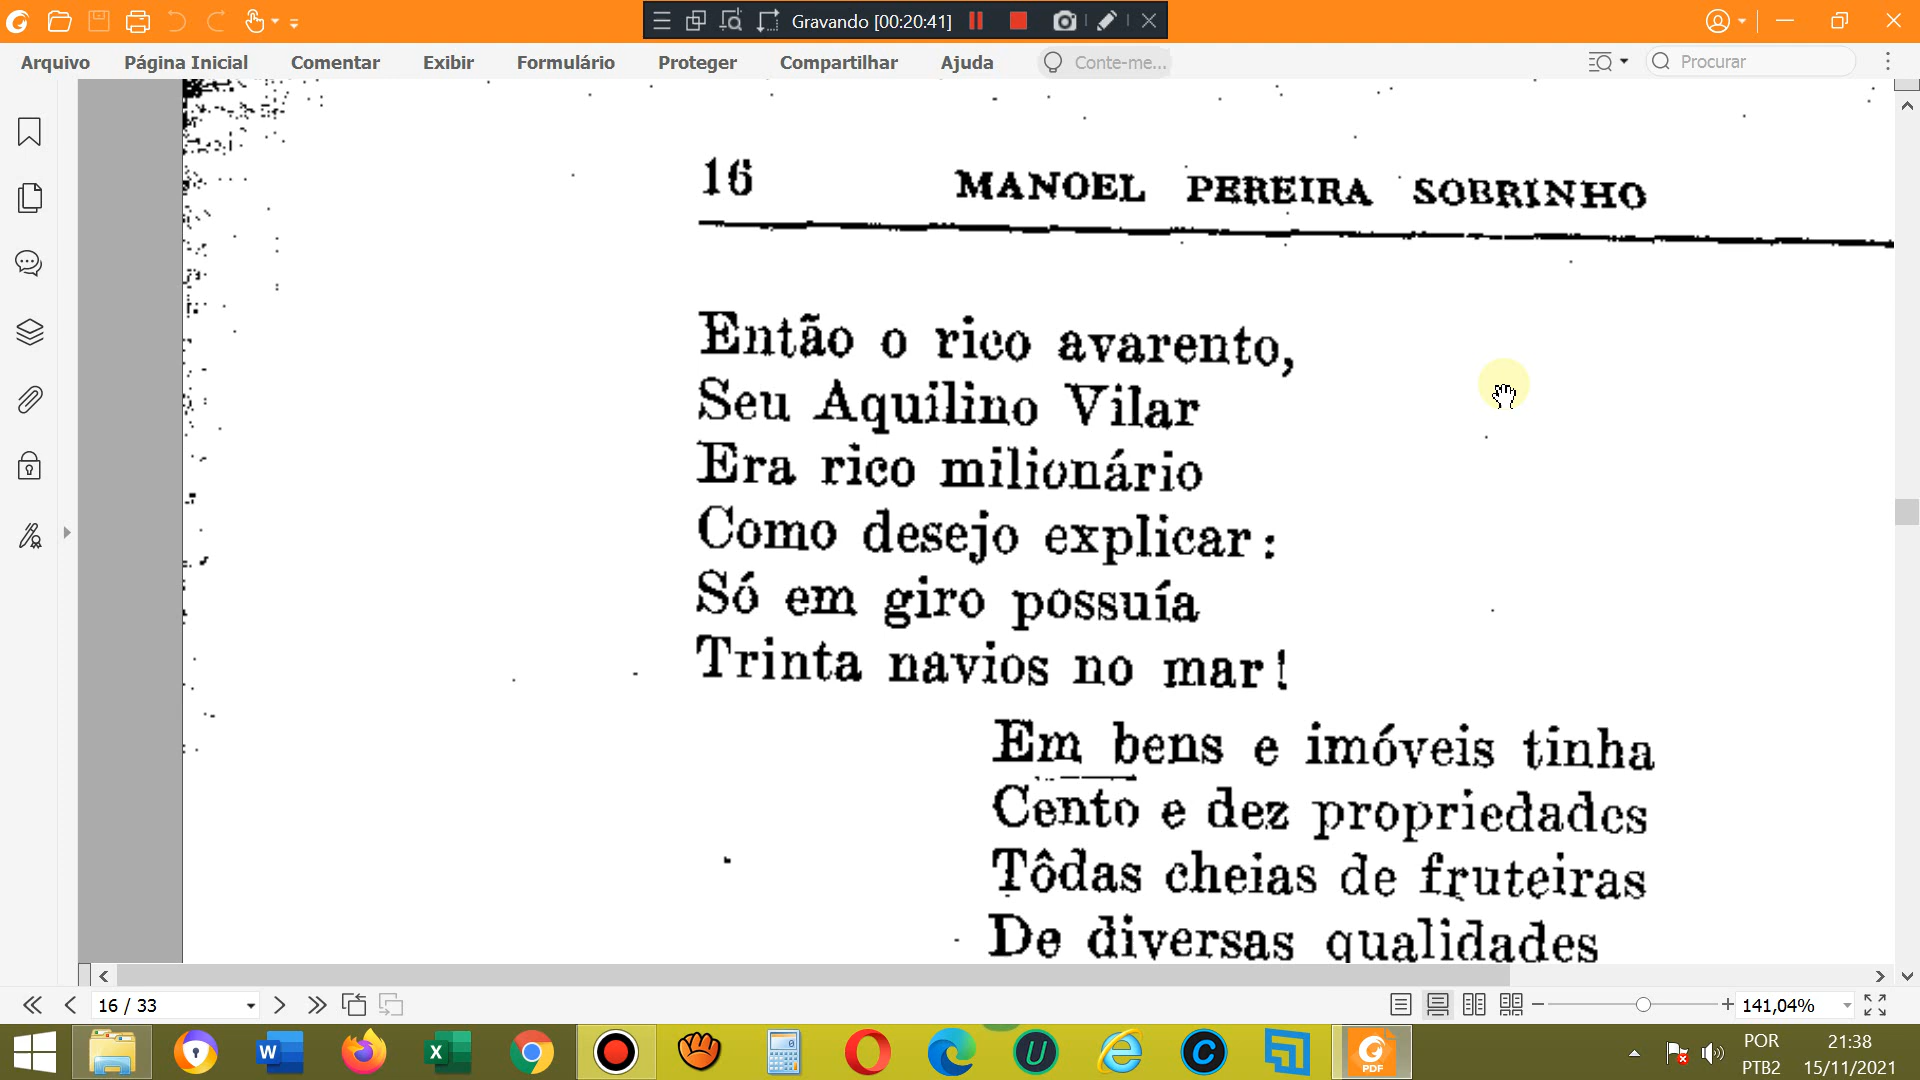 Gravando [00:20:41]
Arquivo Página Inicial Comentar Exibir Formulário Proteger Compartilhar Ajuda Conte-me... Procurar
16 MANOEL PEREIRA SOBRINHO
Então o rico avarento,
Seu Aquilino Vilar
Era rico milionário
Como desejo explicar:
Só em giro possuía
Trinta navios no mar!
Em bens e imóveis tinha
Cento e dez propriedades
Tôdas cheias de fruteiras
De diversas qualidades
16 / 33
141,04%
POR
PTB2
21:38
15/11/2021
PDF